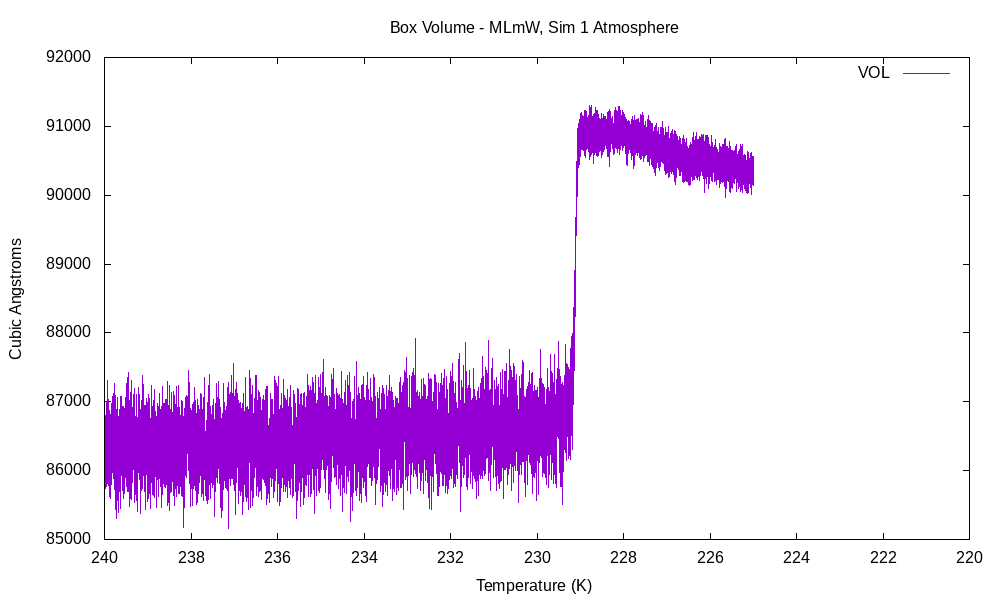 Box Volume - MLmW, Sim 1 Atmosphere
VOL
92000
91000
90000
89000
88000
87000
86000
85000
Cubic Angstroms
240 238 236 234 232 230 228 226 224 222 220
Temperature (K)